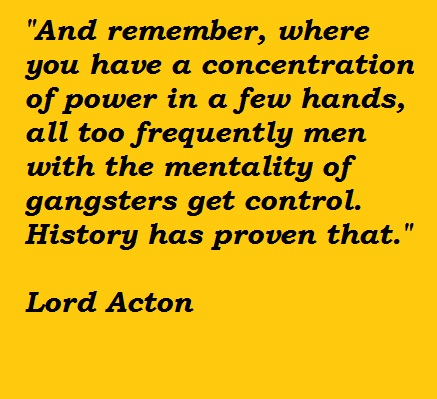 "And remember, where
you have a concentration
of power in a few hands,
all too frequently men
with the mentality of
gangsters get control.
History has proven that."
Lord Acton